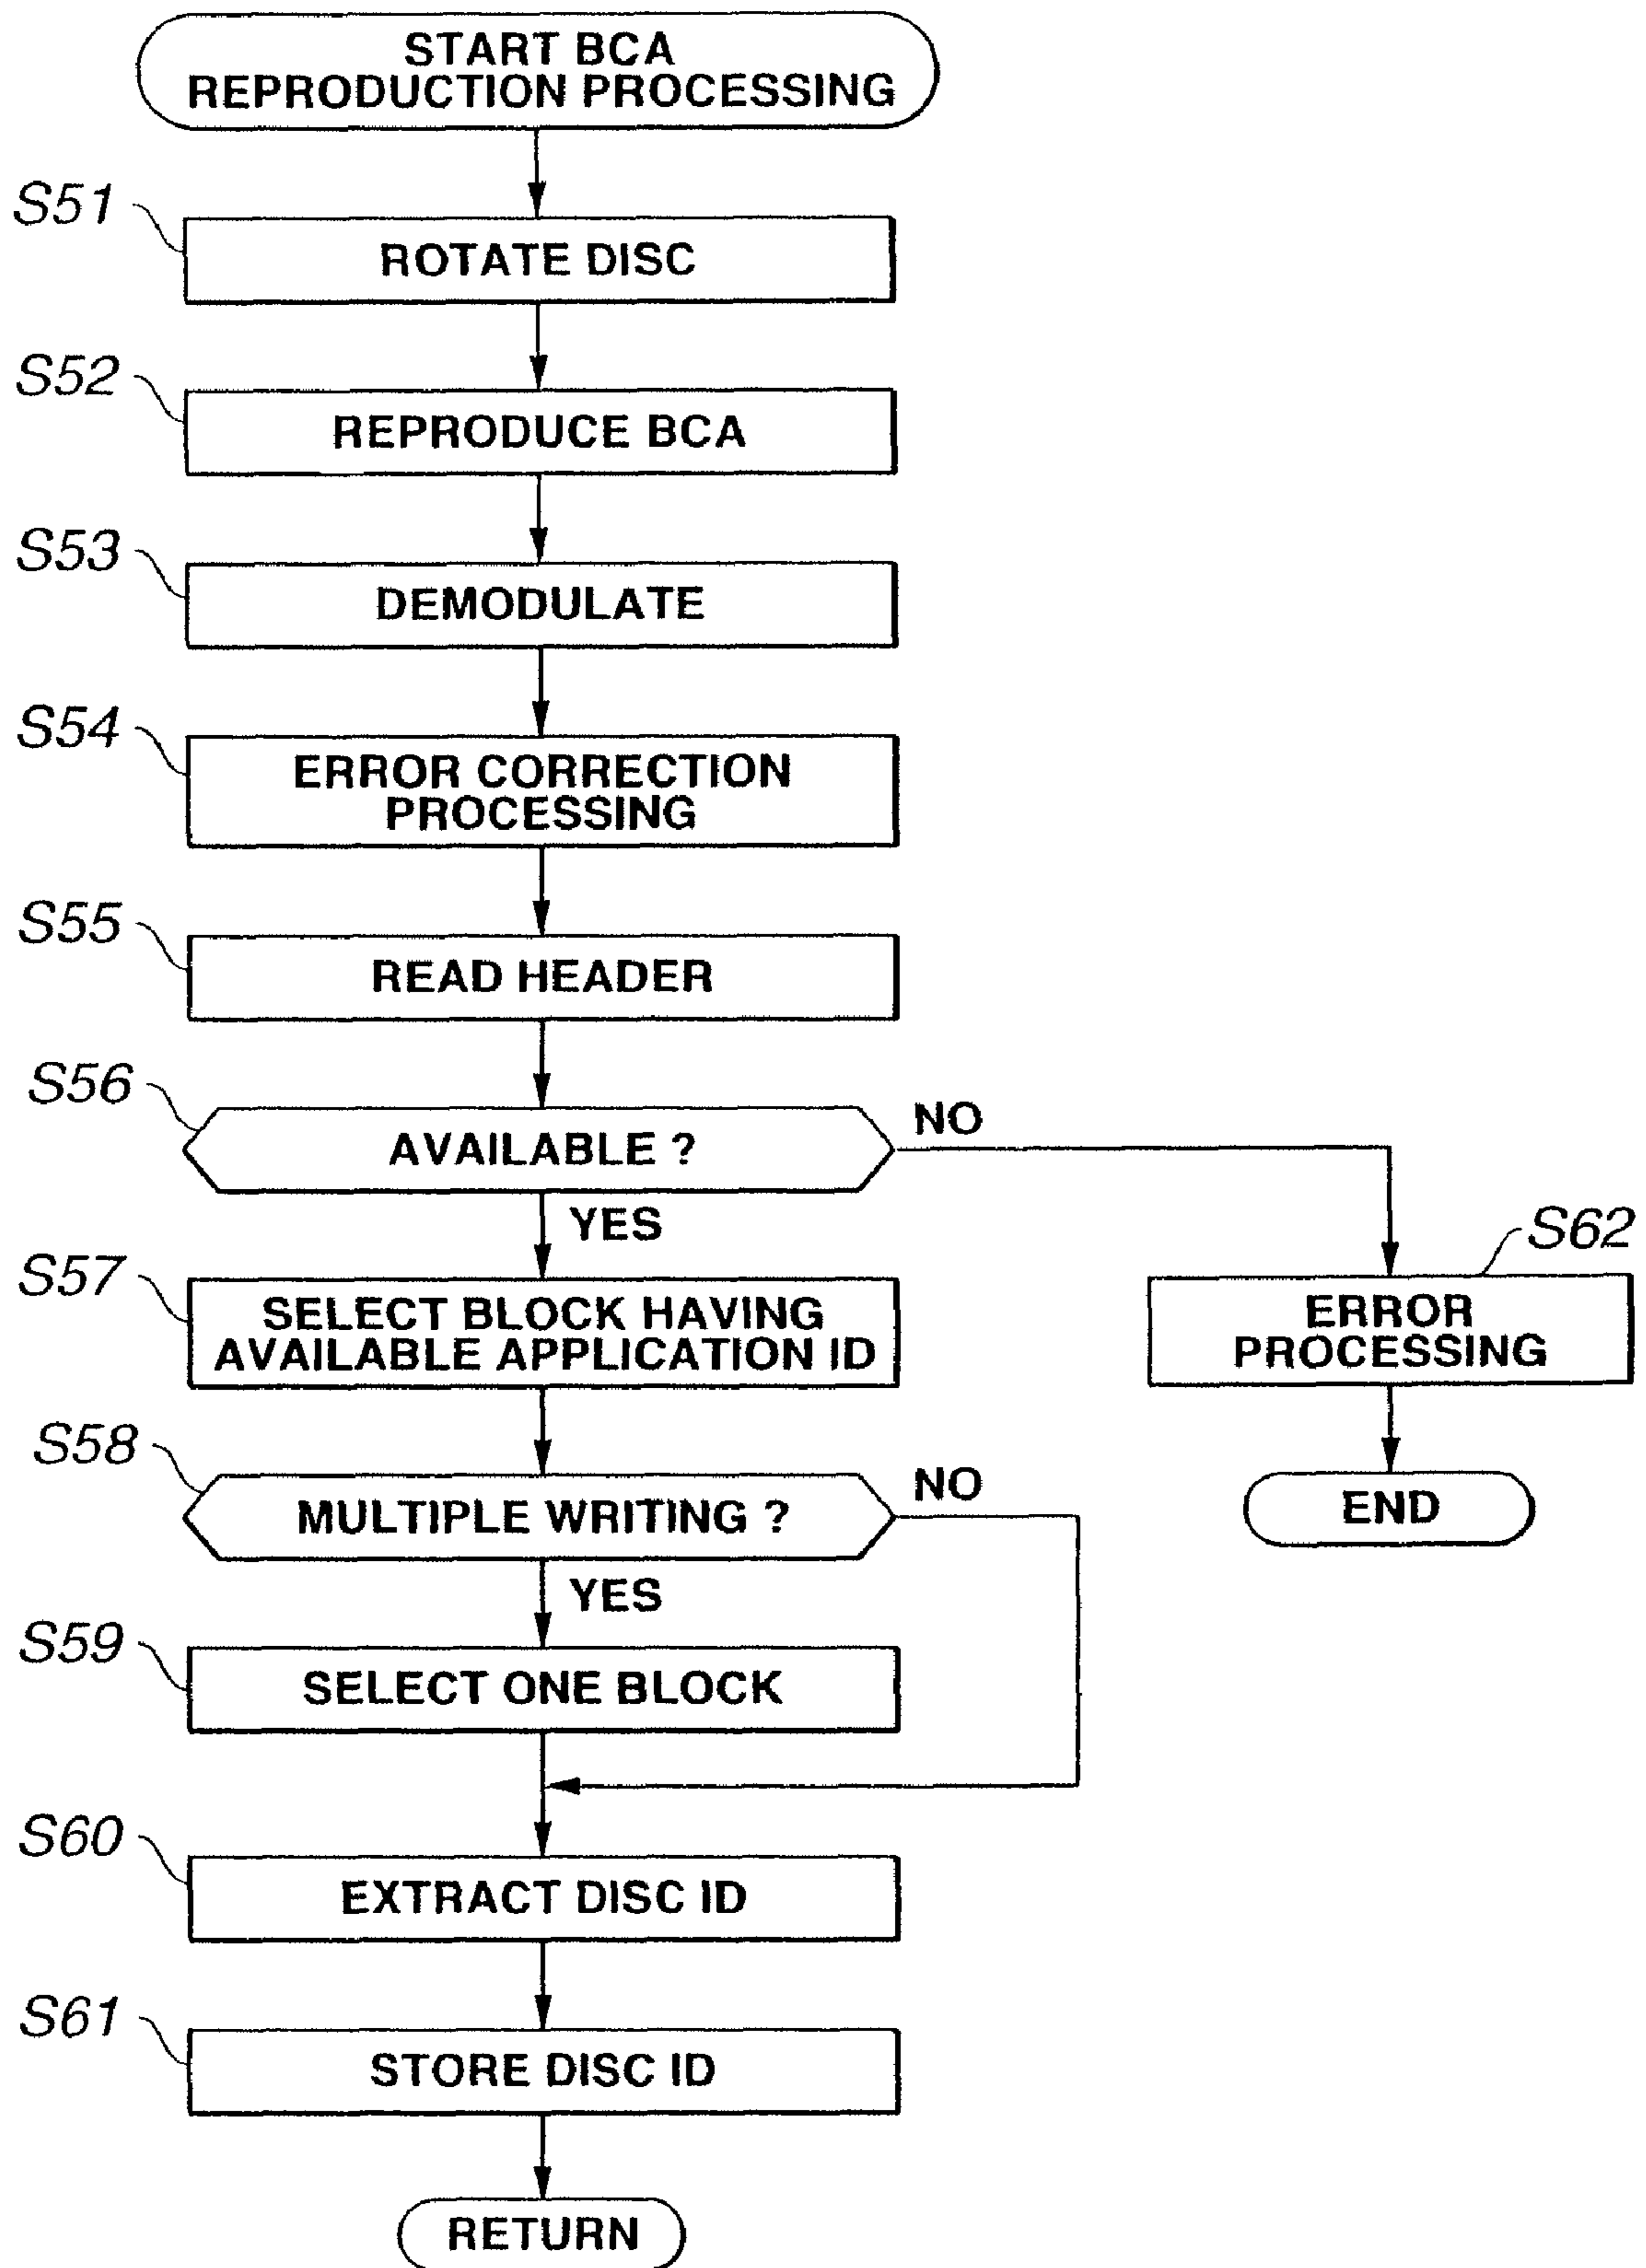 START BCA
REPRODUCTION PROCESSING
S51
ROTATE DISC
S52
REPRODUCE BCA
S53
DEMODULATE
S54
ERROR CORRECTION
PROCESSING
S55
READ HEADER
S56
AVAILABLE ?
NO
YES
S57
SELECT BLOCK HAVING
AVAILABLE APPLICATION ID
S62
ERROR
PROCESSING
S58
MULTIPLE WRITING ?
NO
END
YES
S59
SELECT ONE BLOCK
S60
EXTRACT DISC ID
S61
STORE DISC ID
RETURN